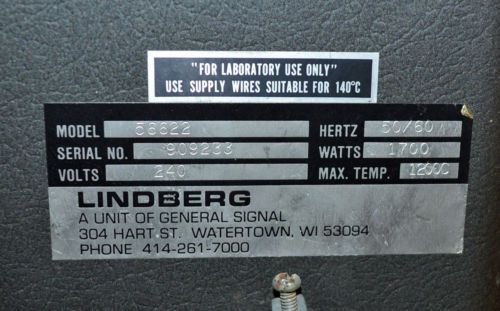 "FOR LABORATORY USE ONLY"
USE SUPPLY WIRES SUITABLE FOR 140°C
MODEL 56622 HERTZ 50/60
SERIAL NO. 909233 WATTS 1700
VOLTS 240 MAX. TEMP. 1200C
LINDBERG
A UNIT OF GENERAL SIGNAL
304 HART ST. WATERTOWN, WI 53094
PHONE 414-261-7000